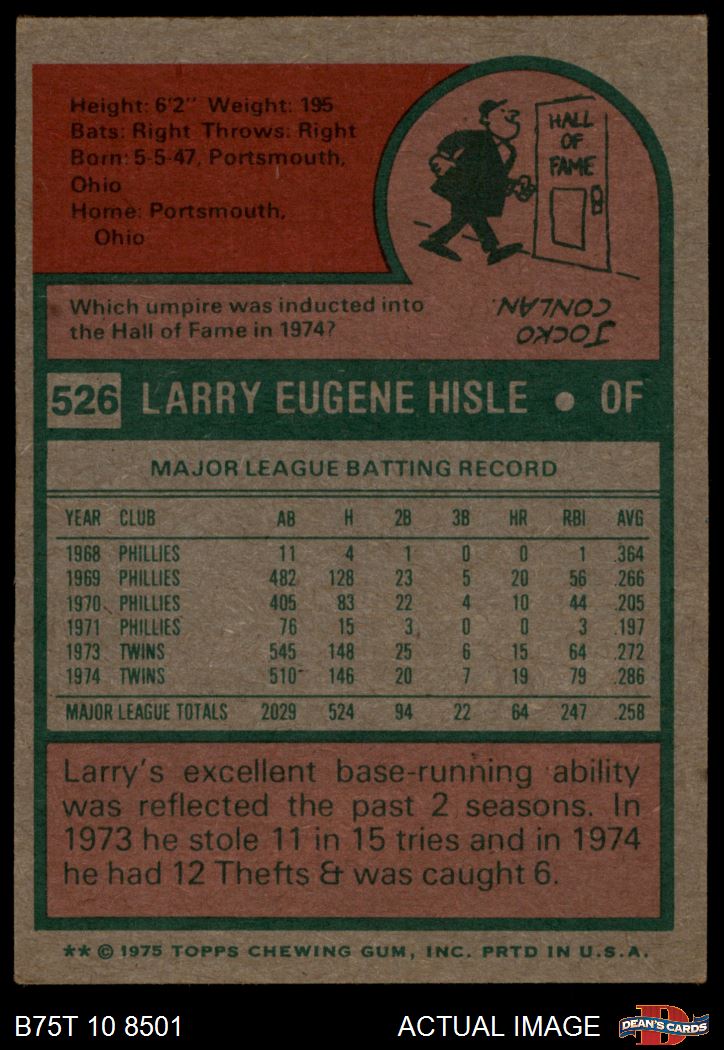 Height: 6'2" Weight: 195
Bats: Right Throws: Right
Born: 5-5-47, Portsmouth,
Ohio
Home: Portsmouth,
Ohio
HALL
OF
FAME
Which umpire was inducted into
the Hall of Fame in 1974?
JOCKO
CONLAN.
526 LARRY EUGENE HISLE • OF
MAJOR LEAGUE BATTING RECORD
YEAR CLUB AB H 2B 3B HR RBI AVG
1968 PHILLIES 11 4 1 0 0 1 .364
1969 PHILLIES 482 128 23 5 20 56 .266
1970 PHILLIES 405 83 22 4 10 44 .205
1971 PHILLIES 76 15 3 0 0 3 .197
1973 TWINS 545 148 25 6 15 64 .272
1974 TWINS 510 146 20 7 19 79 .286
MAJOR LEAGUE TOTALS 2029 524 94 22 64 247 .258
Larry's excellent base-running ability
was reflected the past 2 seasons. In
1973 he stole 11 in 15 tries and in 1974
he had 12 Thefts & was caught 6.
** © 1975 TOPPS CHEWING GUM, INC. PRTD IN U.S.A.
B75T 10 8501 ACTUAL IMAGE D DEAN'S CARDS